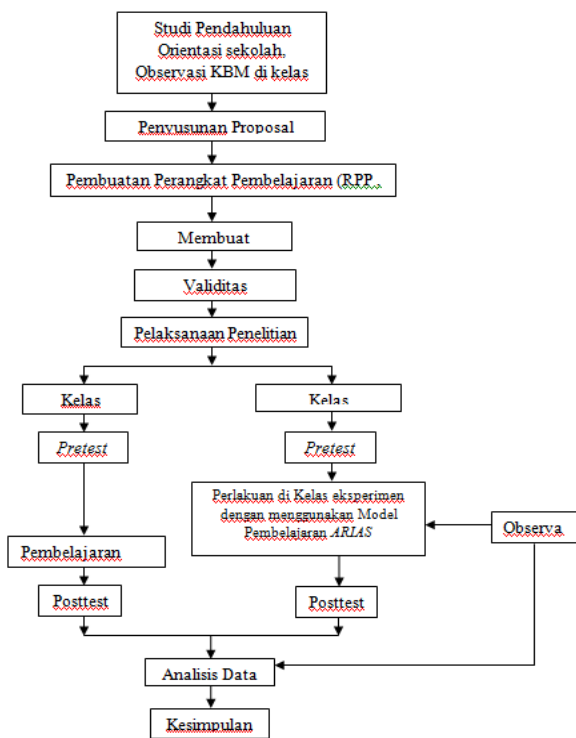 Studi Pendahuluan
Orientasi sekolah,
Observasi KBM di kelas
Penyusunan Proposal
Pembuatan Perangkat Pembelajaran (RPP ,
Membuat
Validitas
Pelaksanaan Penelitian
Kelas
Kelas
Pretest
Pretest
Perlakuan di Kelas eksperimen
dengan menggunakan Model
Pembelajaran ARIAS
Observa
Pembelajaran
Posttest
Posttest
Analisis Data
Kesimpulan